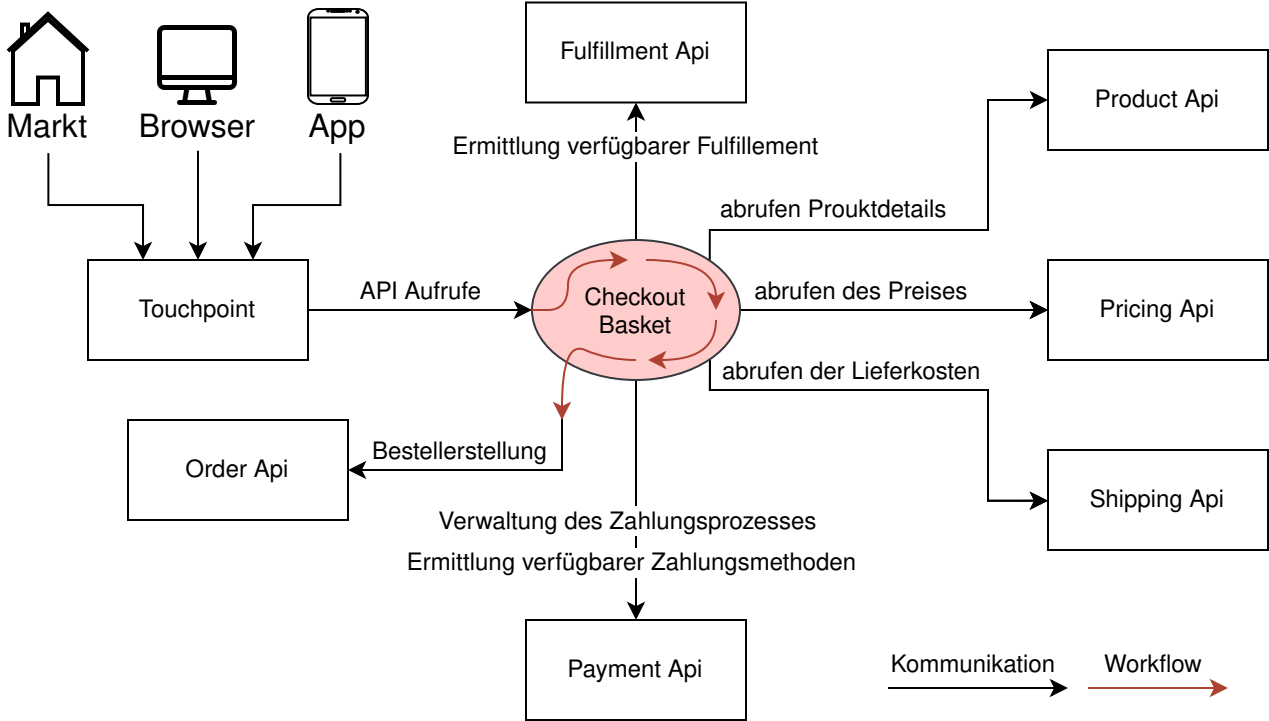 Fulfillment Api
Product Api
Markt
Browser
App
Ermittlung verfügbarer Fulfillement
abrufen Prouktdetails
Touchpoint
API Aufrufe
Checkout
Basket
abrufen des Preises
Pricing Api
abrufen der Lieferkosten
Order Api
Bestellerstellung
Shipping Api
Verwaltung des Zahlungsprozesses
Ermittlung verfügbarer Zahlungsmethoden
Payment Api
Kommunikation
Workflow